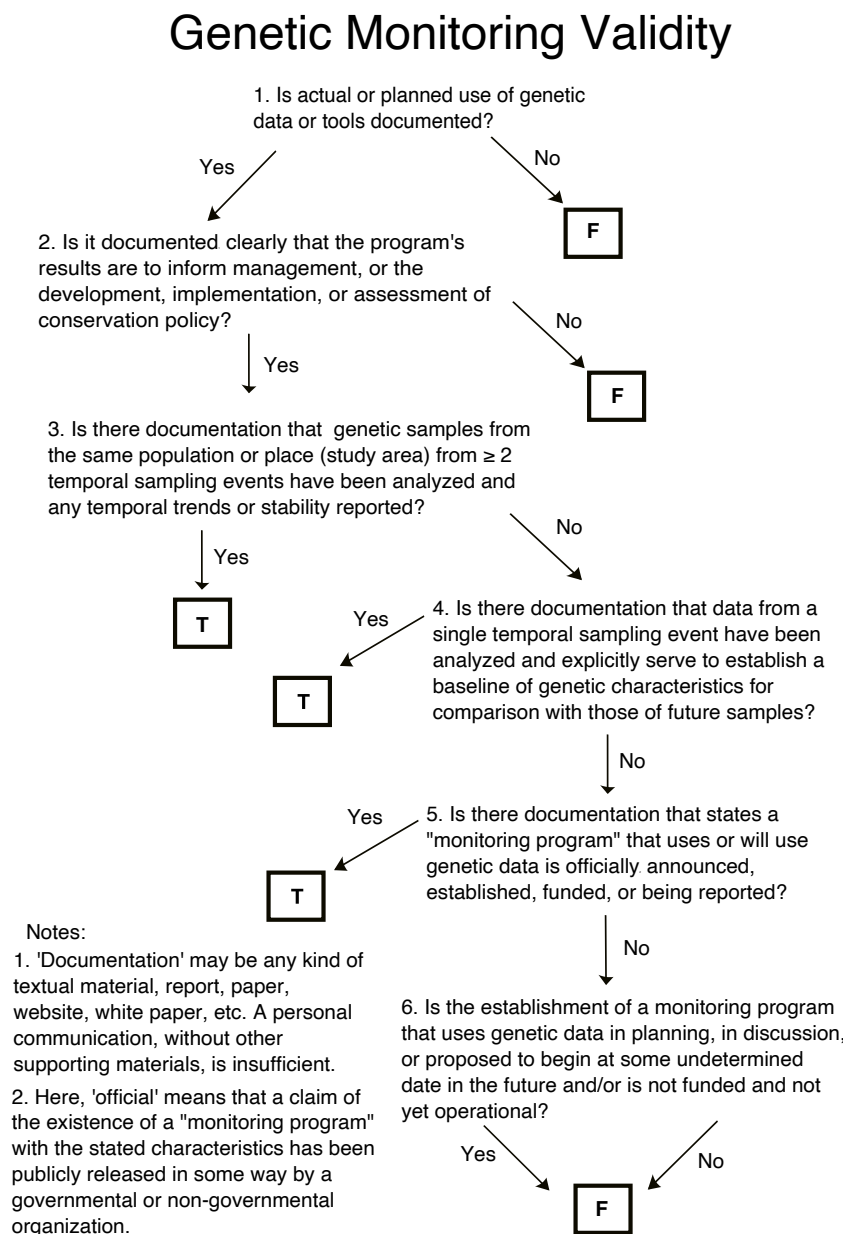 Genetic Monitoring Validity
1. Is actual or planned use of genetic
data or tools documented?
Yes
No
F
2. Is it documented clearly that the program's
results are to inform management, or the
development, implementation, or assessment of
conservation policy?
No
Yes
F
3. Is there documentation that genetic samples from
the same population or place (study area) from ≥ 2
temporal sampling events have been analyzed and
any temporal trends or stability reported?
No
Yes
T
4. Is there documentation that data from a
single temporal sampling event have been
analyzed and explicitly serve to establish a
baseline of genetic characteristics for
comparison with those of future samples?
Yes
T
No
5. Is there documentation that states a
"monitoring program" that uses or will use
genetic data is officially announced,
established, funded, or being reported?
Yes
T
No
6. Is the establishment of a monitoring program
that uses genetic data in planning, in discussion,
or proposed to begin at some undetermined
date in the future and/or is not funded and not
yet operational?
Yes
No
F
Notes:
1. 'Documentation' may be any kind of
textual material, report, paper,
website, white paper, etc. A personal
communication, without other
supporting materials, is insufficient.
2. Here, 'official' means that a claim of
the existence of a "monitoring program"
with the stated characteristics has been
publicly released in some way by a
governmental or non-governmental
organization.